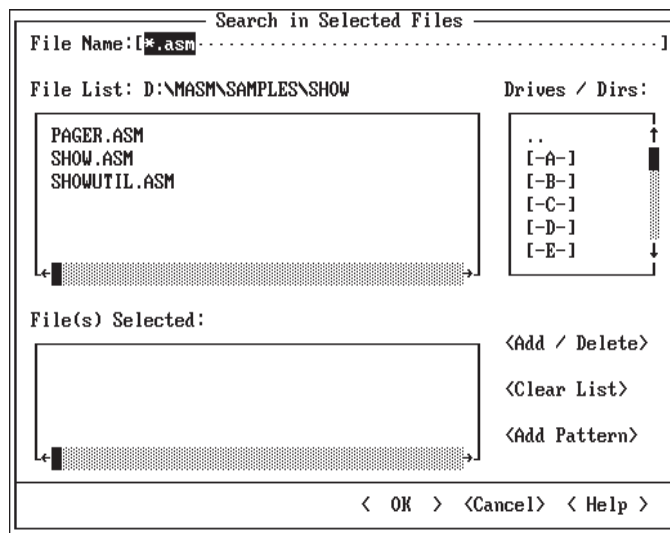 Search in Selected Files
File Name:[*.asm·························································]
File List: D:\MASM\SAMPLES\SHOW
Drives / Dirs:
PAGER.ASM
SHOW.ASM
SHOWUTIL.ASM
..
[-A-]
[-B-]
[-C-]
[-D-]
[-E-]
File(s) Selected:
<Add / Delete>
<Clear List>
<Add Pattern>
< OK > <Cancel> < Help >